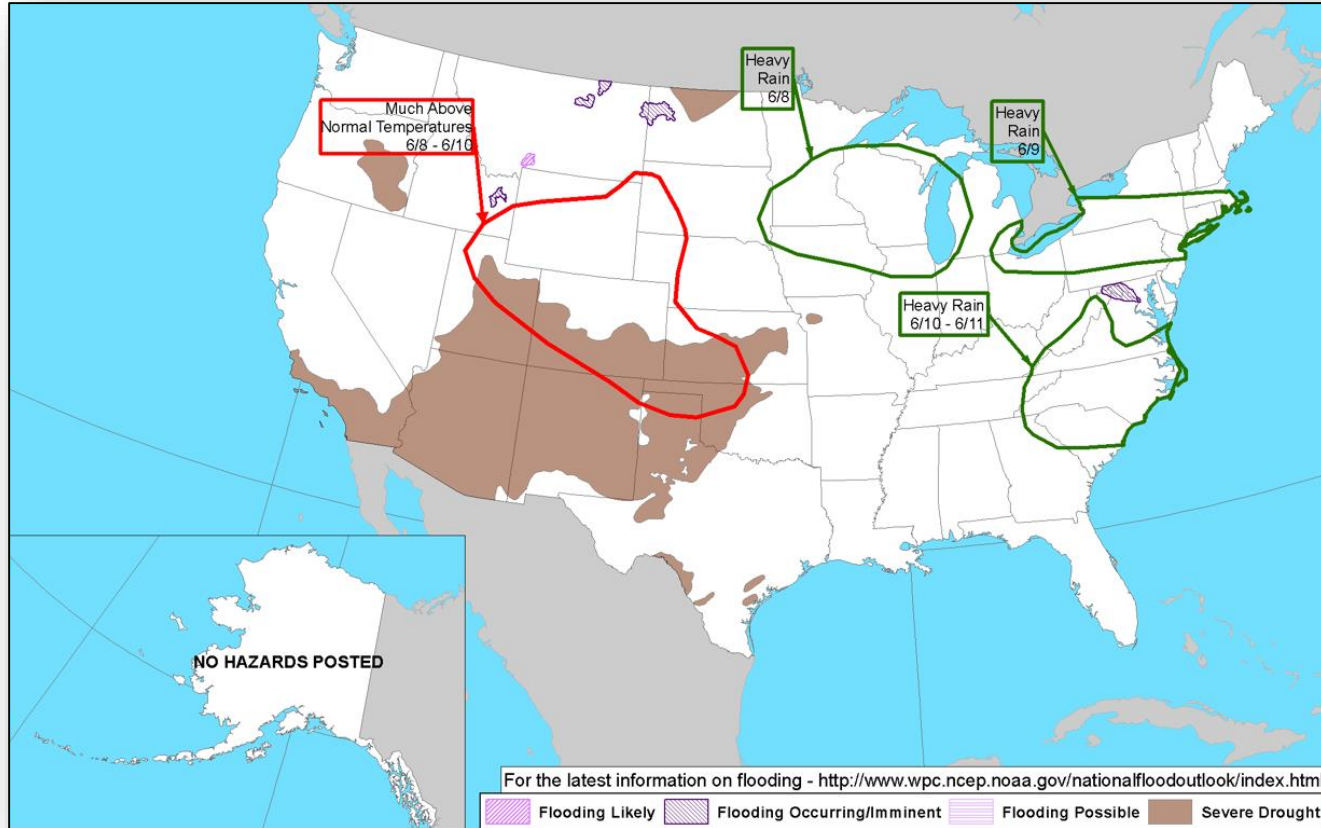 Heavy
Rain
6/8
Much Above
Normal Temperatures
6/8 - 6/10
Heavy
Rain
6/9
Heavy Rain
6/10 - 6/11
NO HAZARDS POSTED
For the latest information on flooding - http://www.wpc.ncep.noaa.gov/nationalfloodoutlook/index.html
Flooding Likely
Flooding Occurring/Imminent
Flooding Possible
Severe Drought